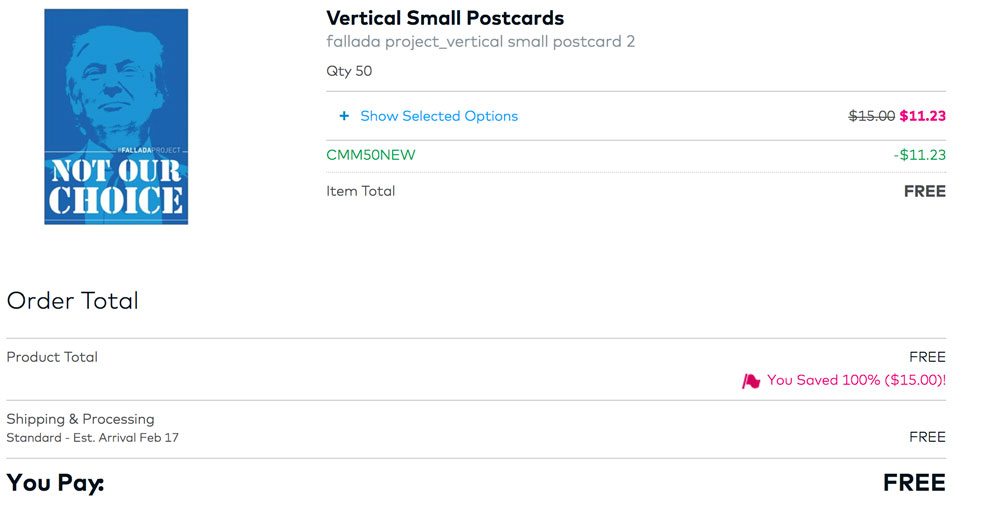 #FALLADAPROJECT
NOT OUR
CHOICE
Vertical Small Postcards
fallada project_vertical small postcard 2
Qty 50
+ Show Selected Options $15.00 $11.23
CMM50NEW -$11.23
Item Total FREE
Order Total
Product Total FREE
You Saved 100% ($15.00)!
Shipping & Processing
Standard - Est. Arrival Feb 17 FREE
You Pay: FREE